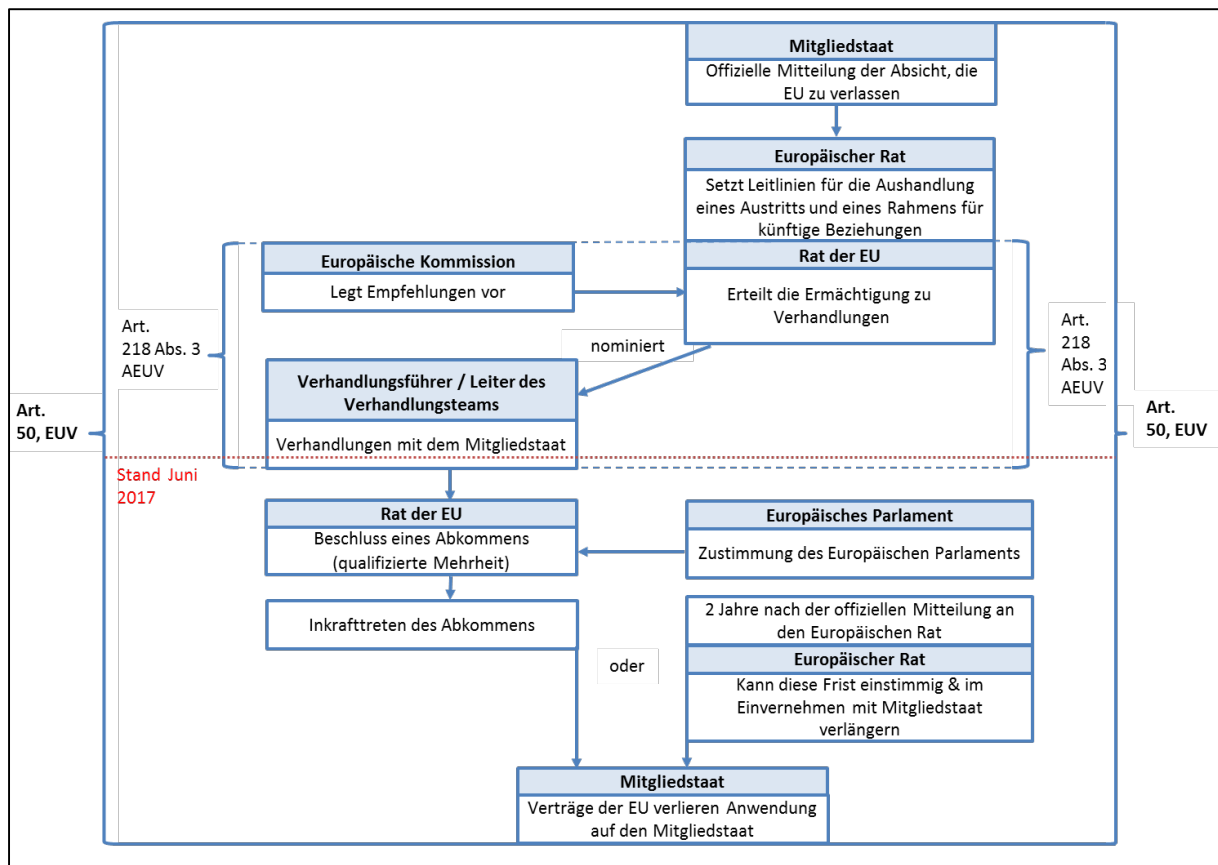 Mitgliedstaat
Offizielle Mitteilung der Absicht, die
EU zu verlassen
Europäischer Rat
Setzt Leitlinien für die Aushandlung
eines Austritts und eines Rahmens für
künftige Beziehungen
Europäische Kommission
Legt Empfehlungen vor
Rat der EU
Erteilt die Ermächtigung zu
Verhandlungen
Art.
218 Abs. 3
AEUV
Art.
218
Abs. 3
AEUV
nominiert
Verhandlungsführer / Leiter des
Verhandlungsteams
Verhandlungen mit dem Mitgliedstaat
Art.
50, EUV
Art.
50, EUV
Stand Juni
2017
Rat der EU
Beschluss eines Abkommens
(qualifizierte Mehrheit)
Europäisches Parlament
Zustimmung des Europäischen Parlaments
Inkrafttreten des Abkommens
oder
2 Jahre nach der offiziellen Mitteilung an
den Europäischen Rat
Europäischer Rat
Kann diese Frist einstimmig & im
Einvernehmen mit Mitgliedstaat
verlängern
Mitgliedstaat
Verträge der EU verlieren Anwendung
auf den Mitgliedstaat